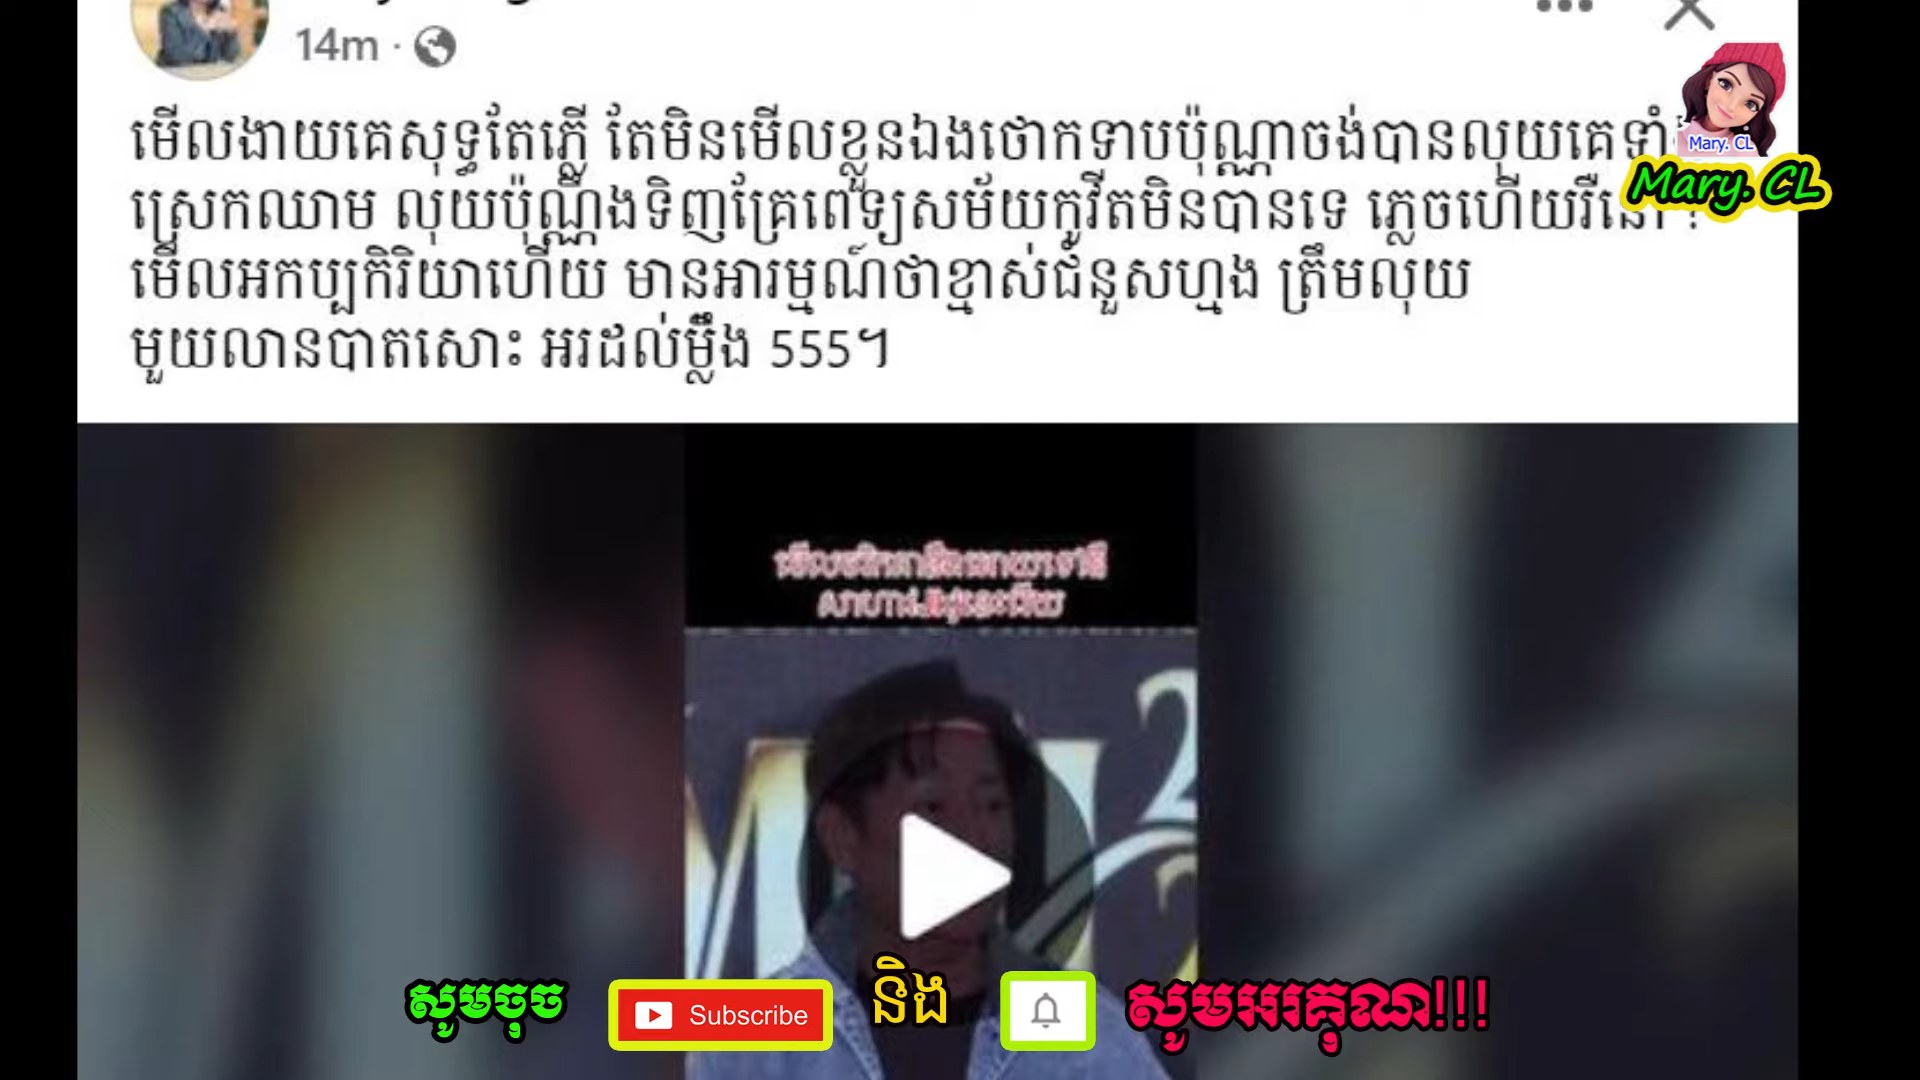 14m ·
មើលងាយគេសុទ្ធតែភ្លើ តែមិនមើលខ្លួនឯងថោកទាបប៉ុណ្ណាចង់បានលុយគេទាំ
Mary. CL
Mary. CL
ស្រេកឈាម លុយប៉ុណ្ណឹងទិញគ្រែពេទ្យសម័យកូវីតមិនបានទេ ភ្លេចហើយរឺនៅ?
មើលអកប្បកិរិយាហើយ មានអារម្មណ៍ថាខ្មាស់ជំនួសហ្មង ត្រឹមលុយ
មួយលានបាតសោះ អរដល់ម្លឹង 555។
សូមចុច Subscribe និង សូមអរគុណ!!!